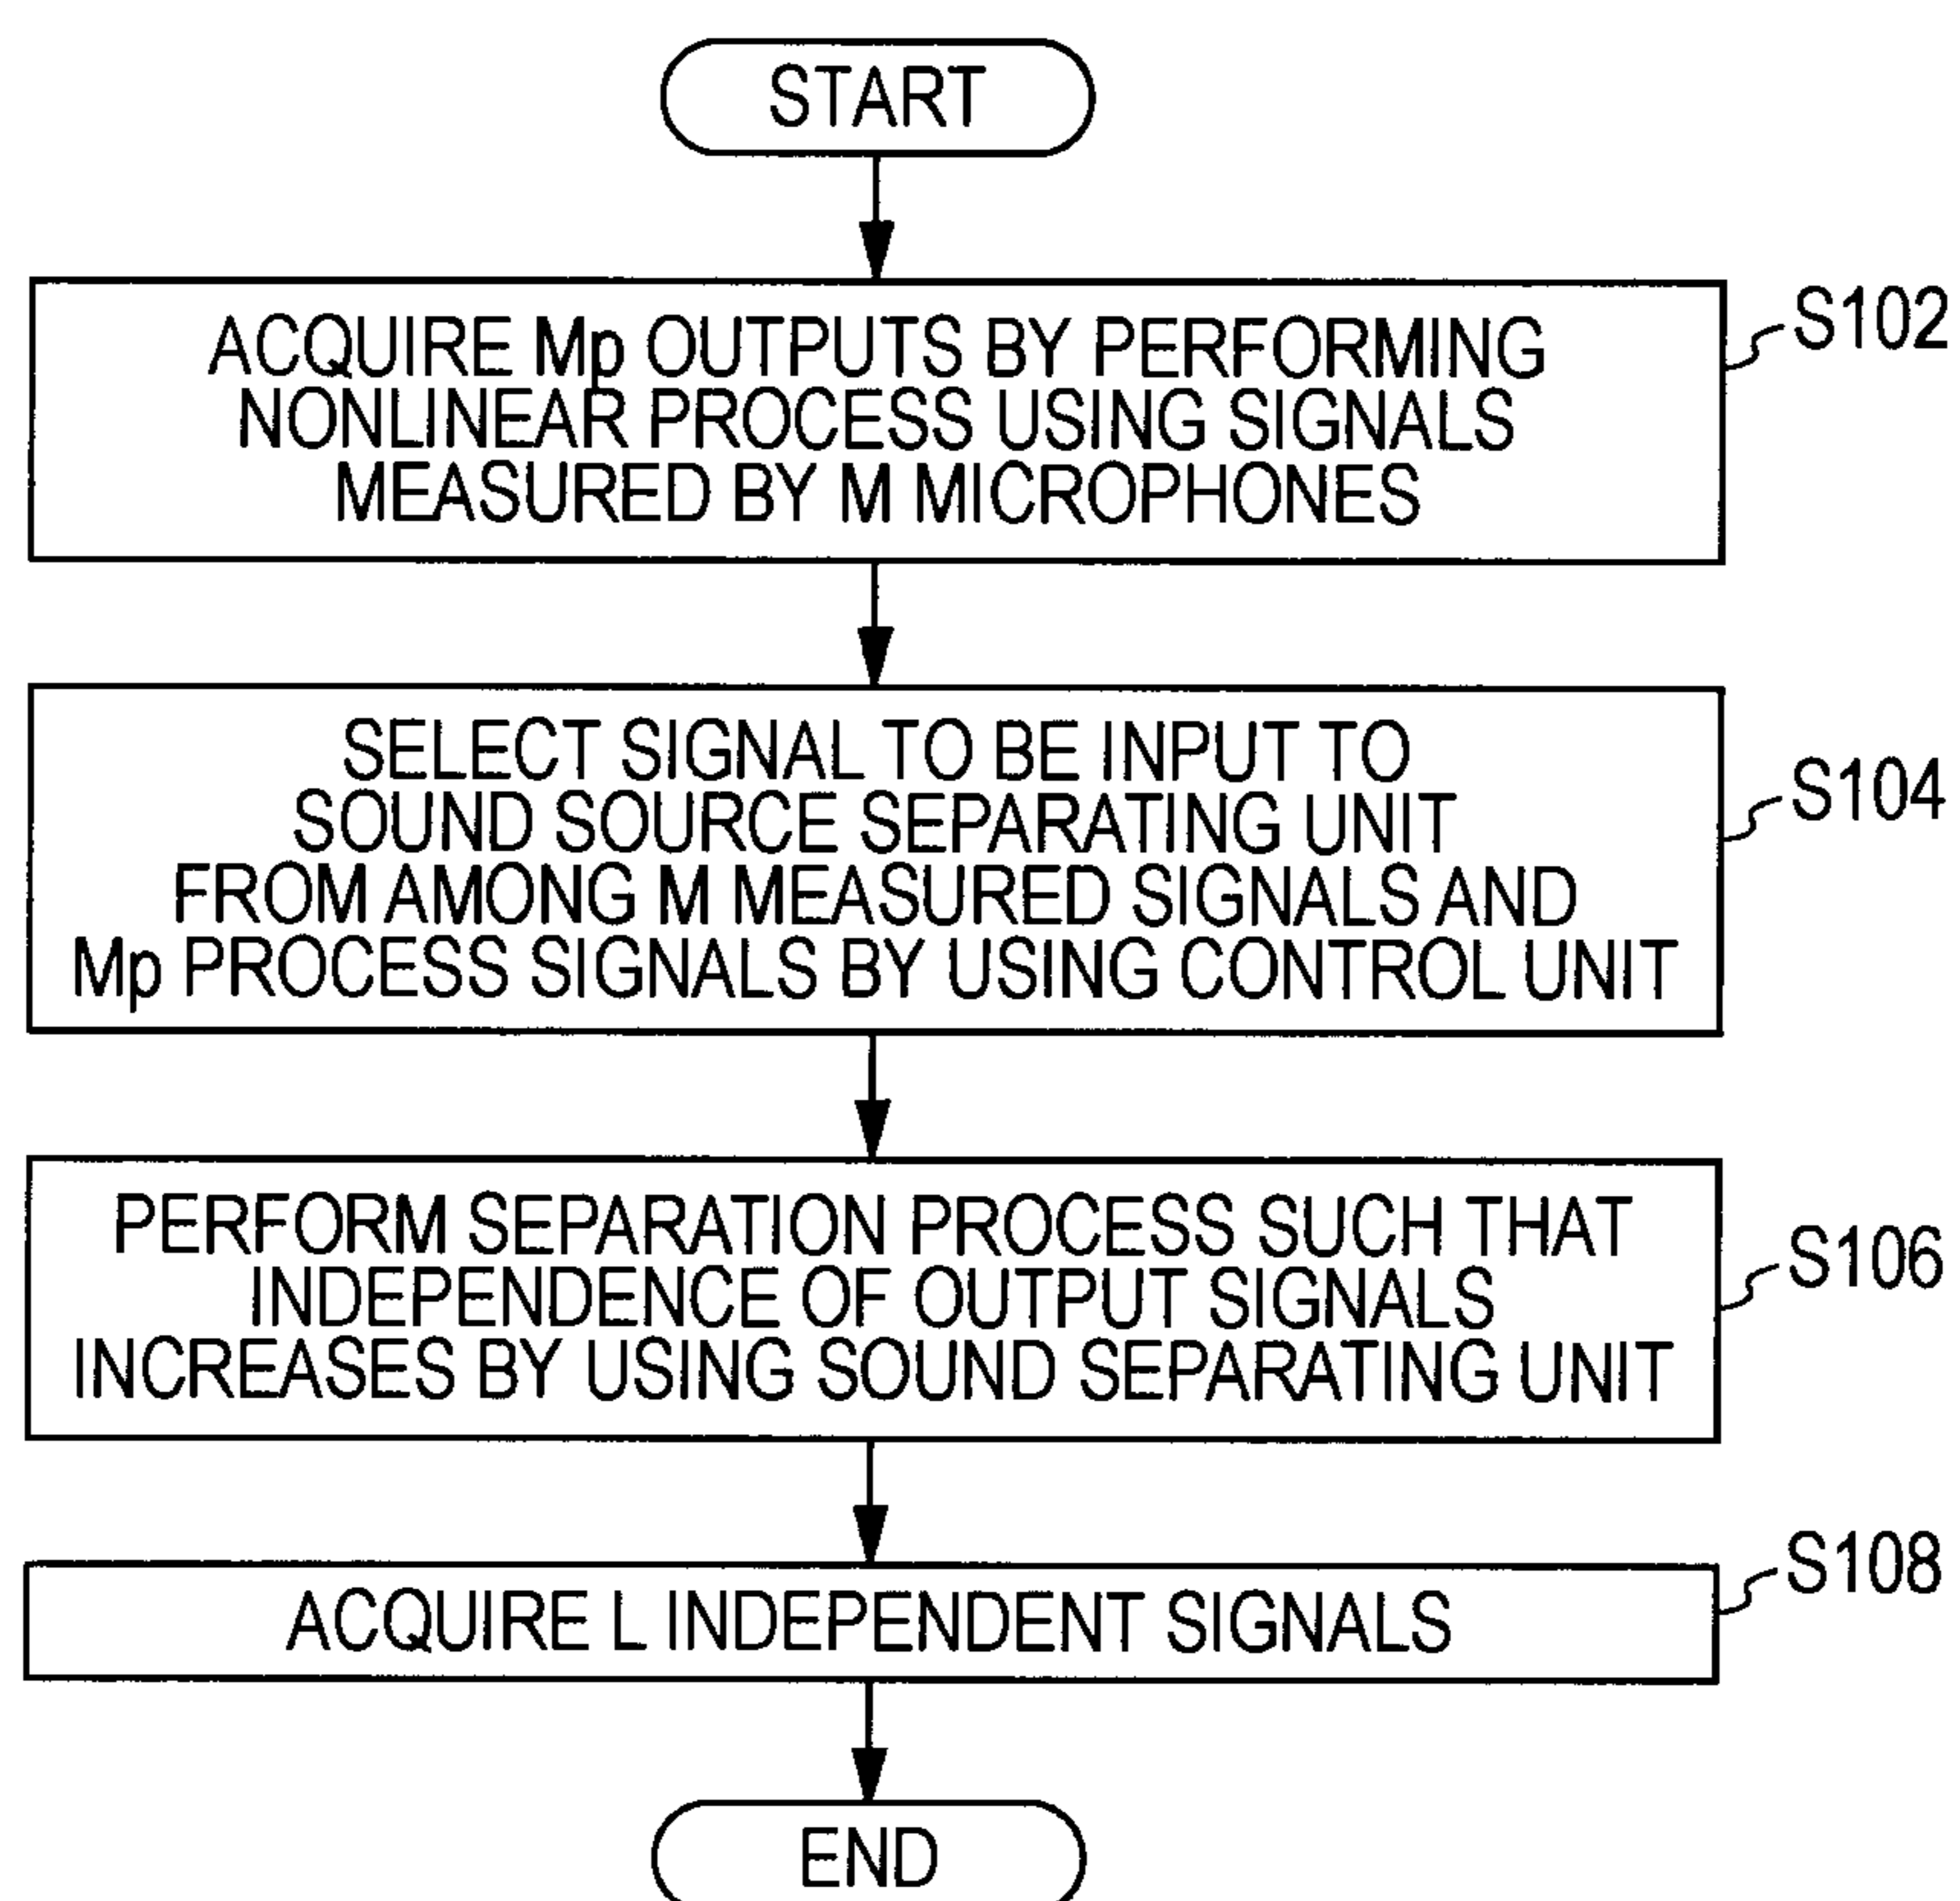 START
ACQUIRE Mp OUTPUTS BY PERFORMING
NONLINEAR PROCESS USING SIGNALS
MEASURED BY M MICROPHONES
S102
SELECT SIGNAL TO BE INPUT TO
SOUND SOURCE SEPARATING UNIT
FROM AMONG M MEASURED SIGNALS AND
Mp PROCESS SIGNALS BY USING CONTROL UNIT
S104
PERFORM SEPARATION PROCESS SUCH THAT
INDEPENDENCE OF OUTPUT SIGNALS
INCREASES BY USING SOUND SEPARATING UNIT
S106
ACQUIRE L INDEPENDENT SIGNALS
S108
END